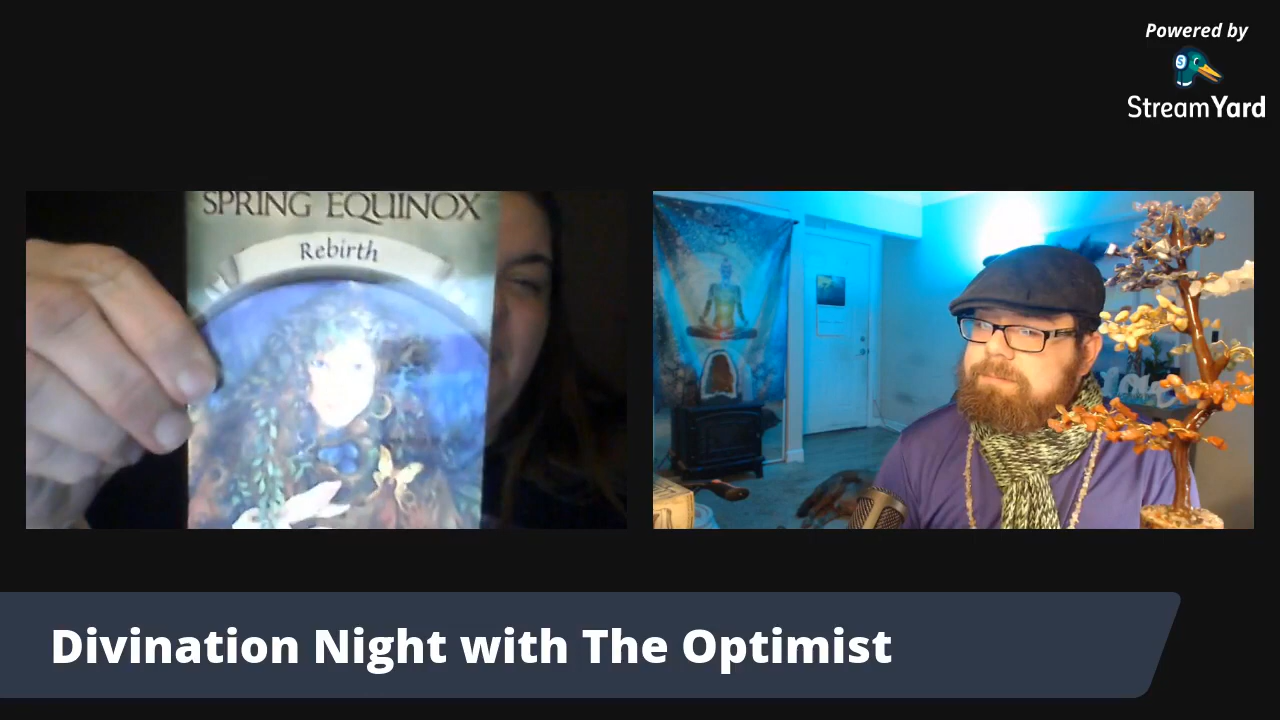 Powered by
StreamYard
SPRING EQUINOX
Rebirth
Divination Night with The Optimist